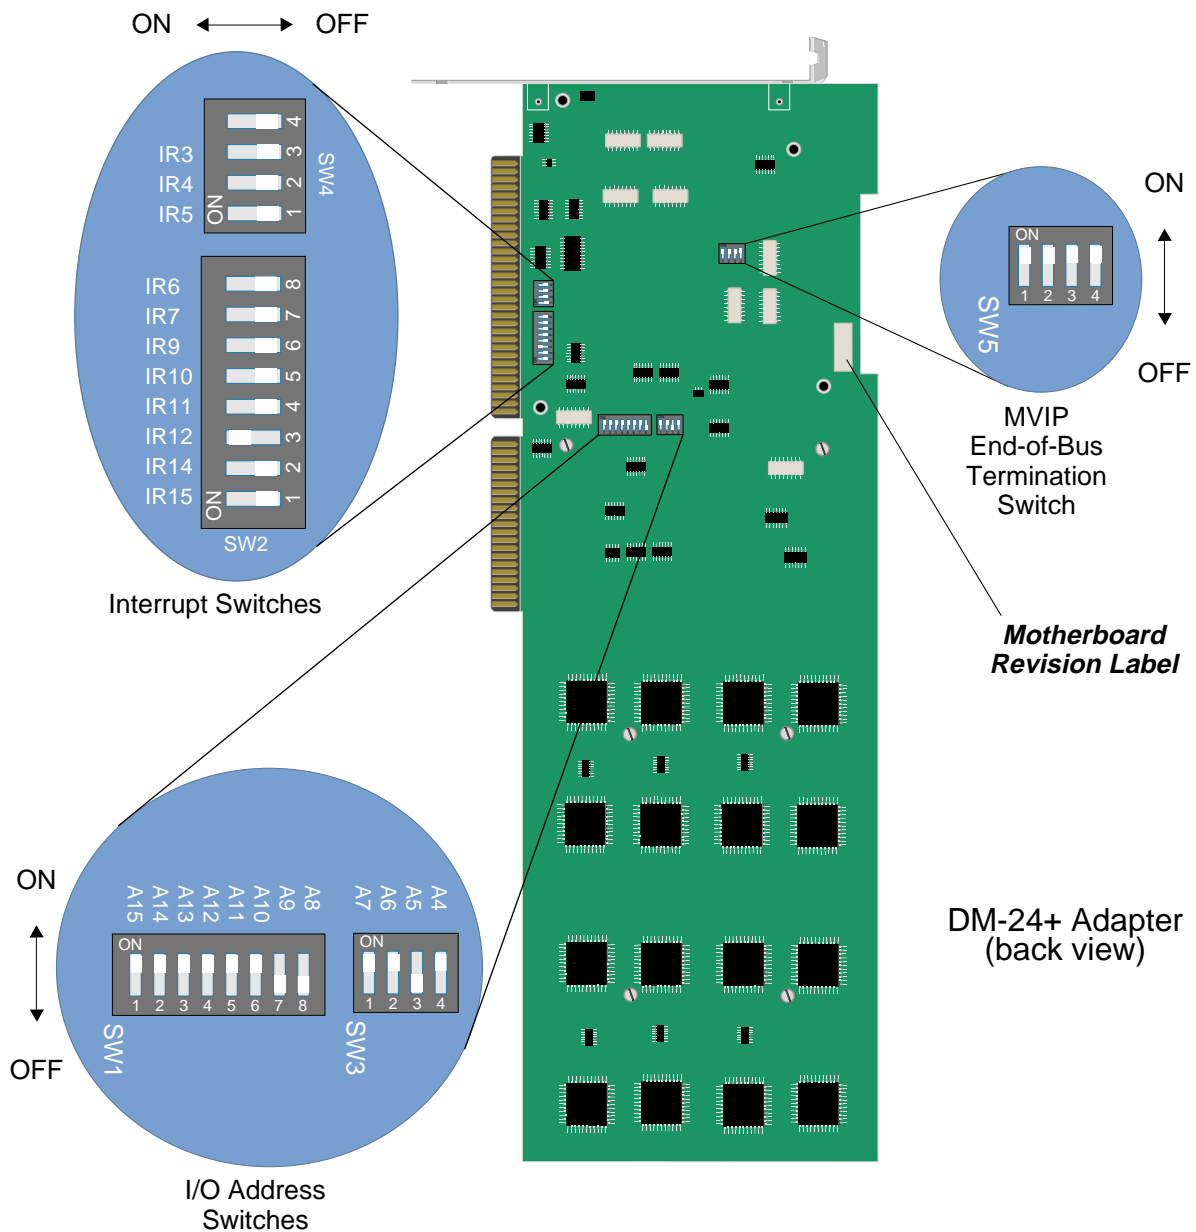 ON OFF
4
IR3 3
IR4 2
IR5 ON 1
SW4
IR6 8
IR7 7
IR9 6
IR10 5
IR11 4
IR12 3
IR14 2
IR15 ON 1
SW2
Interrupt Switches
ON
ON
1 2 3 4
SW5
OFF
MVIP
End-of-Bus
Termination
Switch
Motherboard
Revision Label
ON
A15 A14 A13 A12 A11 A10 A9 A8
ON
1 2 3 4 5 6 7 8
SW1
A7 A6 A5 A4
ON
1 2 3 4
SW3
OFF
I/O Address
Switches
DM-24+ Adapter
(back view)